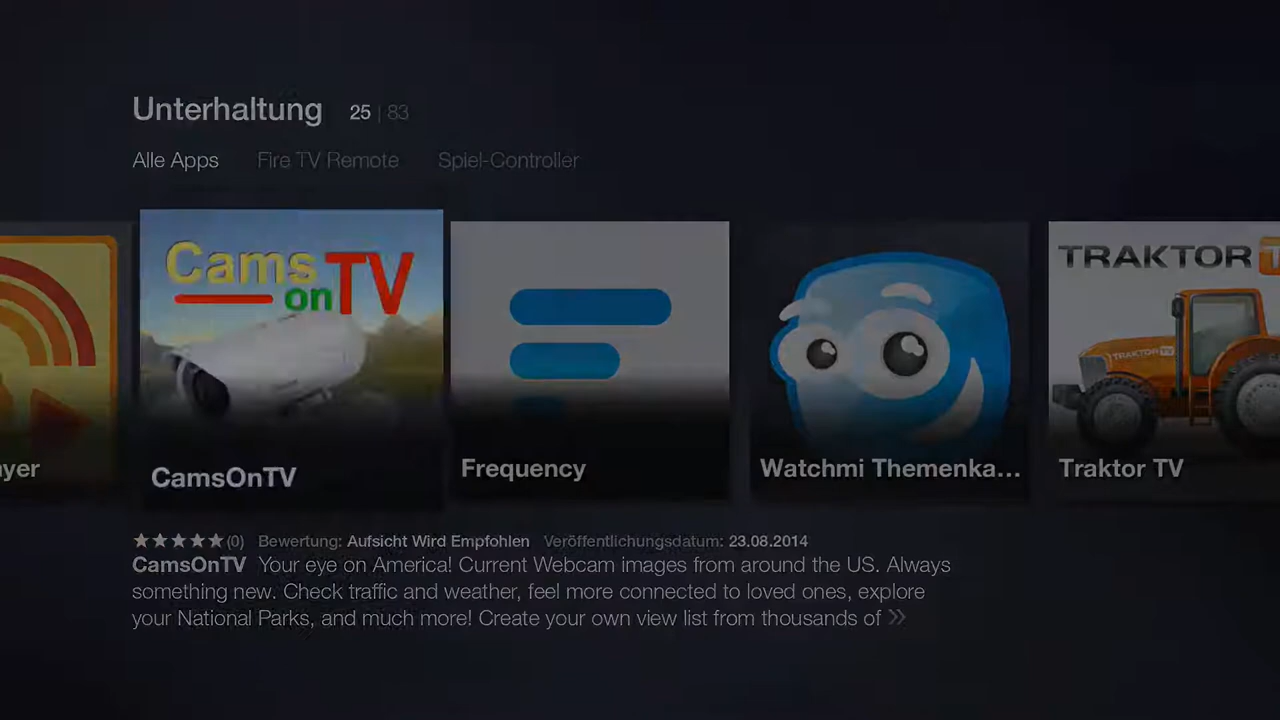 Unterhaltung 25 | 83
Alle Apps Fire TV Remote Spiel-Controller
Cams
onTV
TRAKTOR
TRAKTOR TV
ayer
CamsOnTV
Frequency
Watchmi Themenka...
Traktor TV
(0) Bewertung: Aufsicht Wird Empfohlen Veröffentlichungsdatum: 23.08.2014
CamsOnTV Your eye on America! Current Webcam images from around the US. Always
something new. Check traffic and weather, feel more connected to loved ones, explore
your National Parks, and much more! Create your own view list from thousands of »